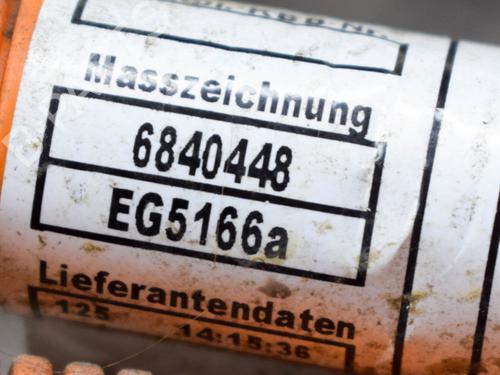 Masszeichnung
6840448
EG5166a
Lieferantendaten
125 14:15:36